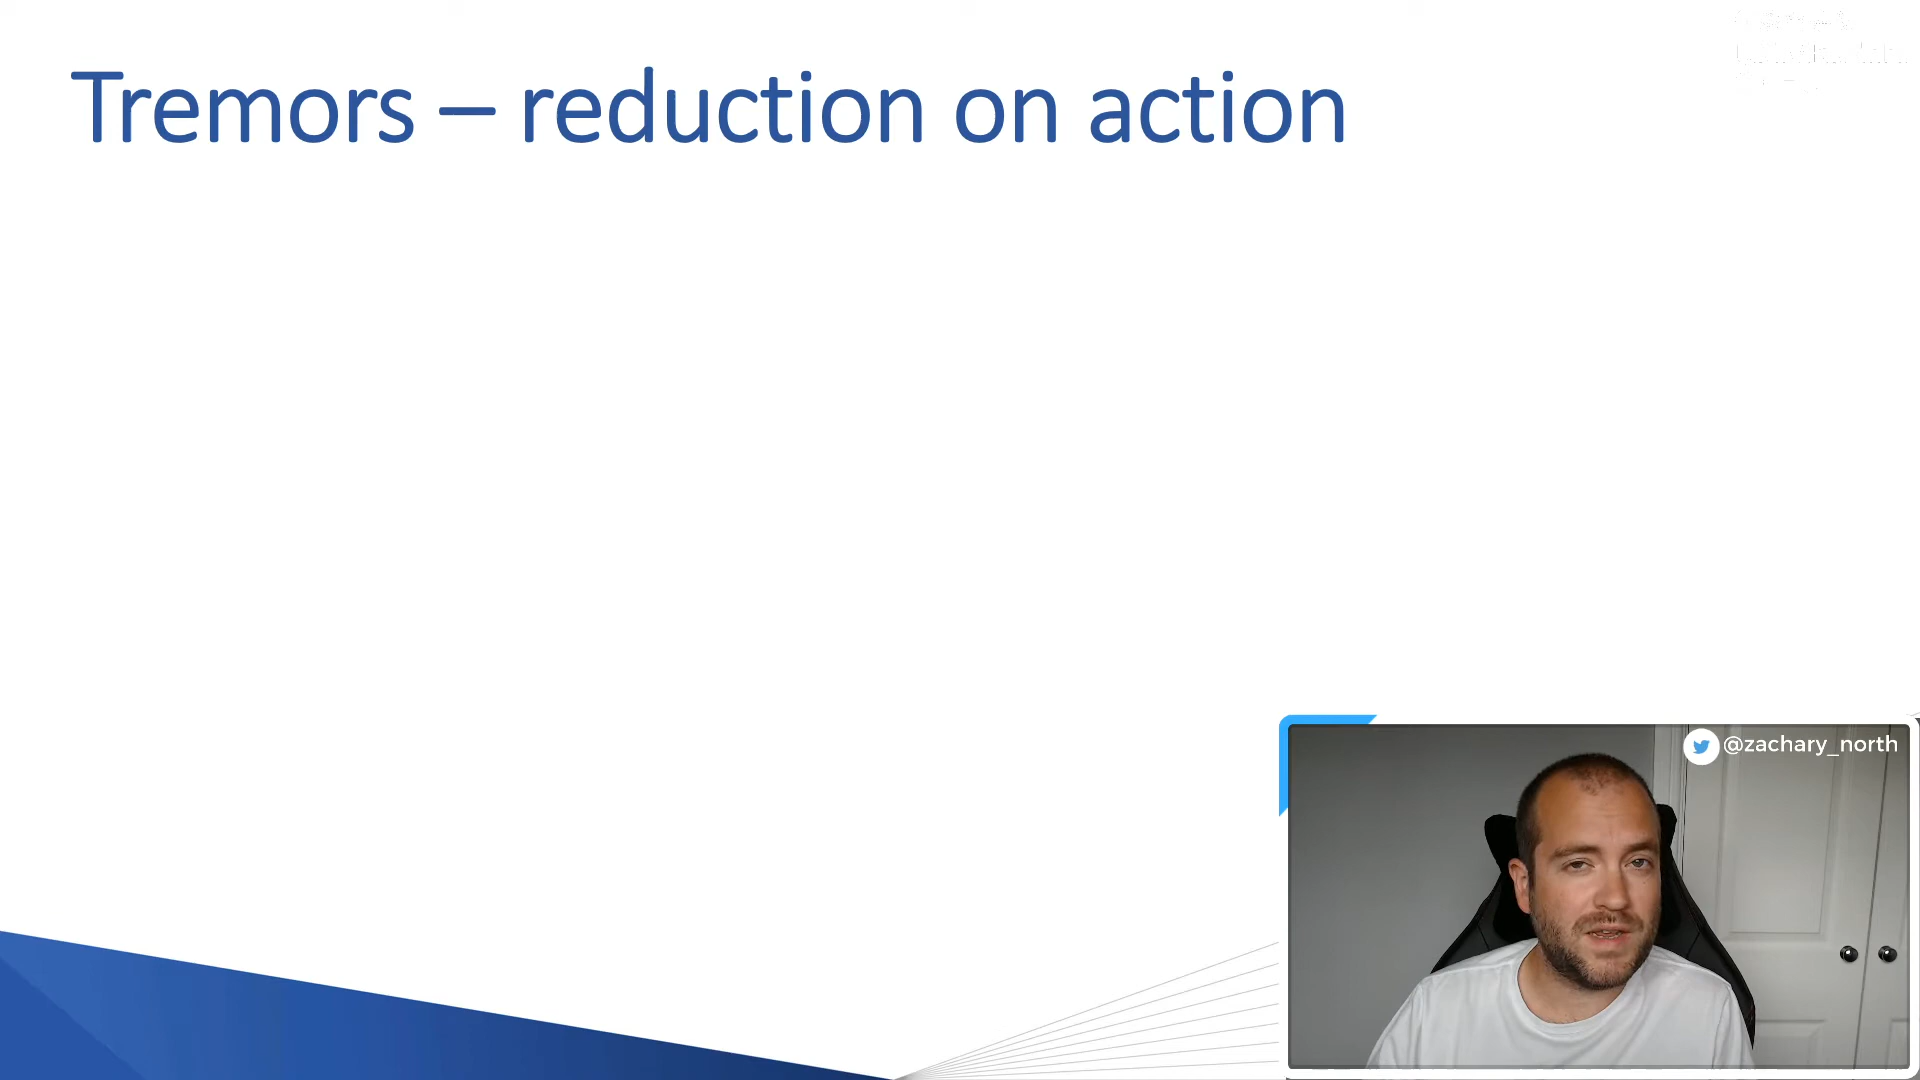 Tremors – reduction on action
@zachary_north